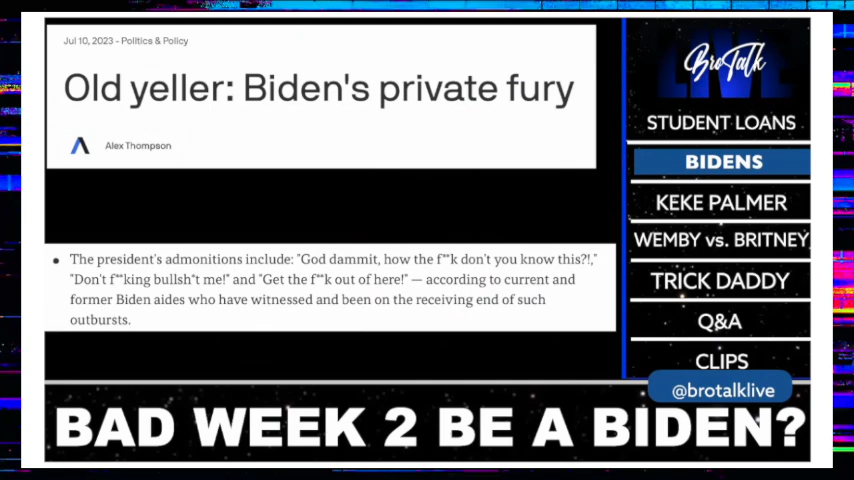 Jul 10, 2023 - Politics & Policy
Old yeller: Biden's private fury
Alex Thompson
• The president's admonitions include: "God dammit, how the f**k don't you know this?!,"
"Don't f**king bullsh*t me!" and "Get the f**k out of here!" — according to current and
former Biden aides who have witnessed and been on the receiving end of such
outbursts.
LIVE
BroTalk
STUDENT LOANS
BIDENS
KEKE PALMER
WEMBY vs. BRITNEY
TRICK DADDY
Q&A
CLIPS
@brotalklive
BAD WEEK 2 BE A BIDEN?